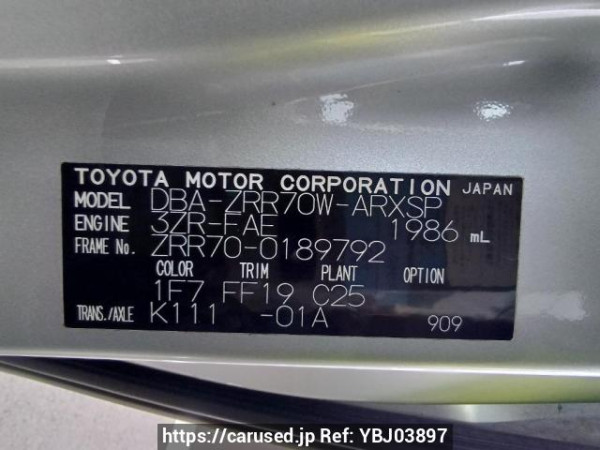 TOYOTA MOTOR CORPORATION JAPAN
MODEL DBA-ZRR70W-ARXSP
ENGINE 3ZR-FAE 1986 mL
FRAME No. ZRR70-0189792
COLOR TRIM PLANT OPTION
1F7 FF19 C25
TRANS./AXLE K111 -01A 909
https://carused.jp Ref: YBJ03897